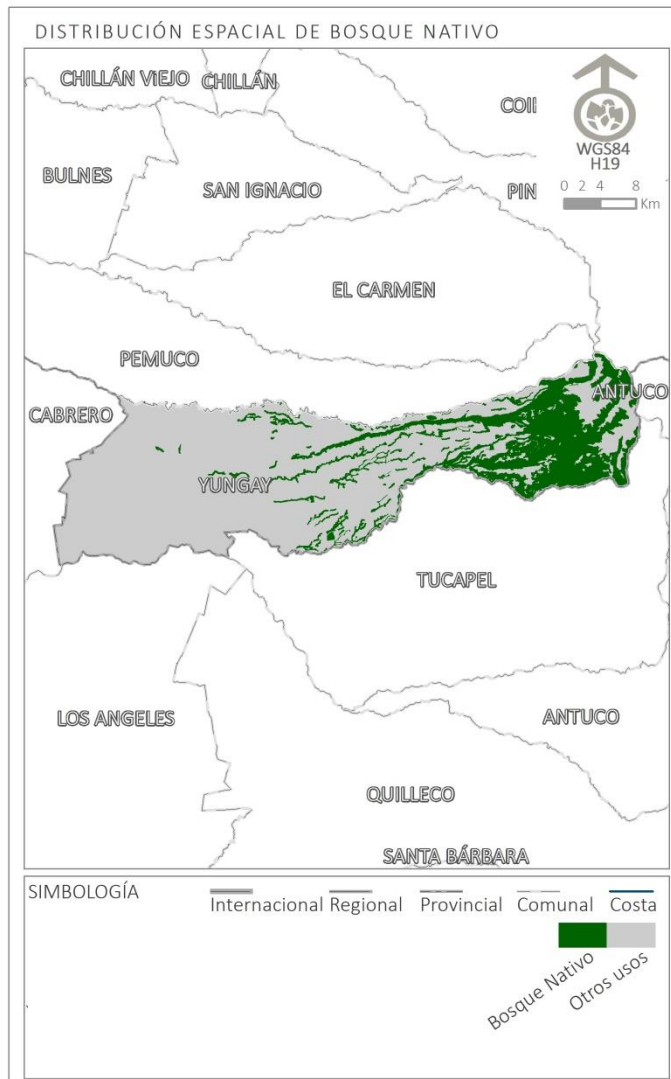 DISTRIBUCIÓN ESPACIAL DE BOSQUE NATIVO
CHILLÁN VIEJO
CHILLÁN
COI
WGS84
H19
BULNES
SAN IGNACIO
PIN
0 2 4 8
Km
EL CARMEN
PEMUCO
ANTUCO
CABRERO
YUNGAY
TUCAPEL
LOS ANGELES
ANTUCO
QUILLECO
SANTA BÁRBARA
SIMBOLOGÍA
Internacional Regional Provincial Comunal Costa
Bosque Nativo
Otros usos